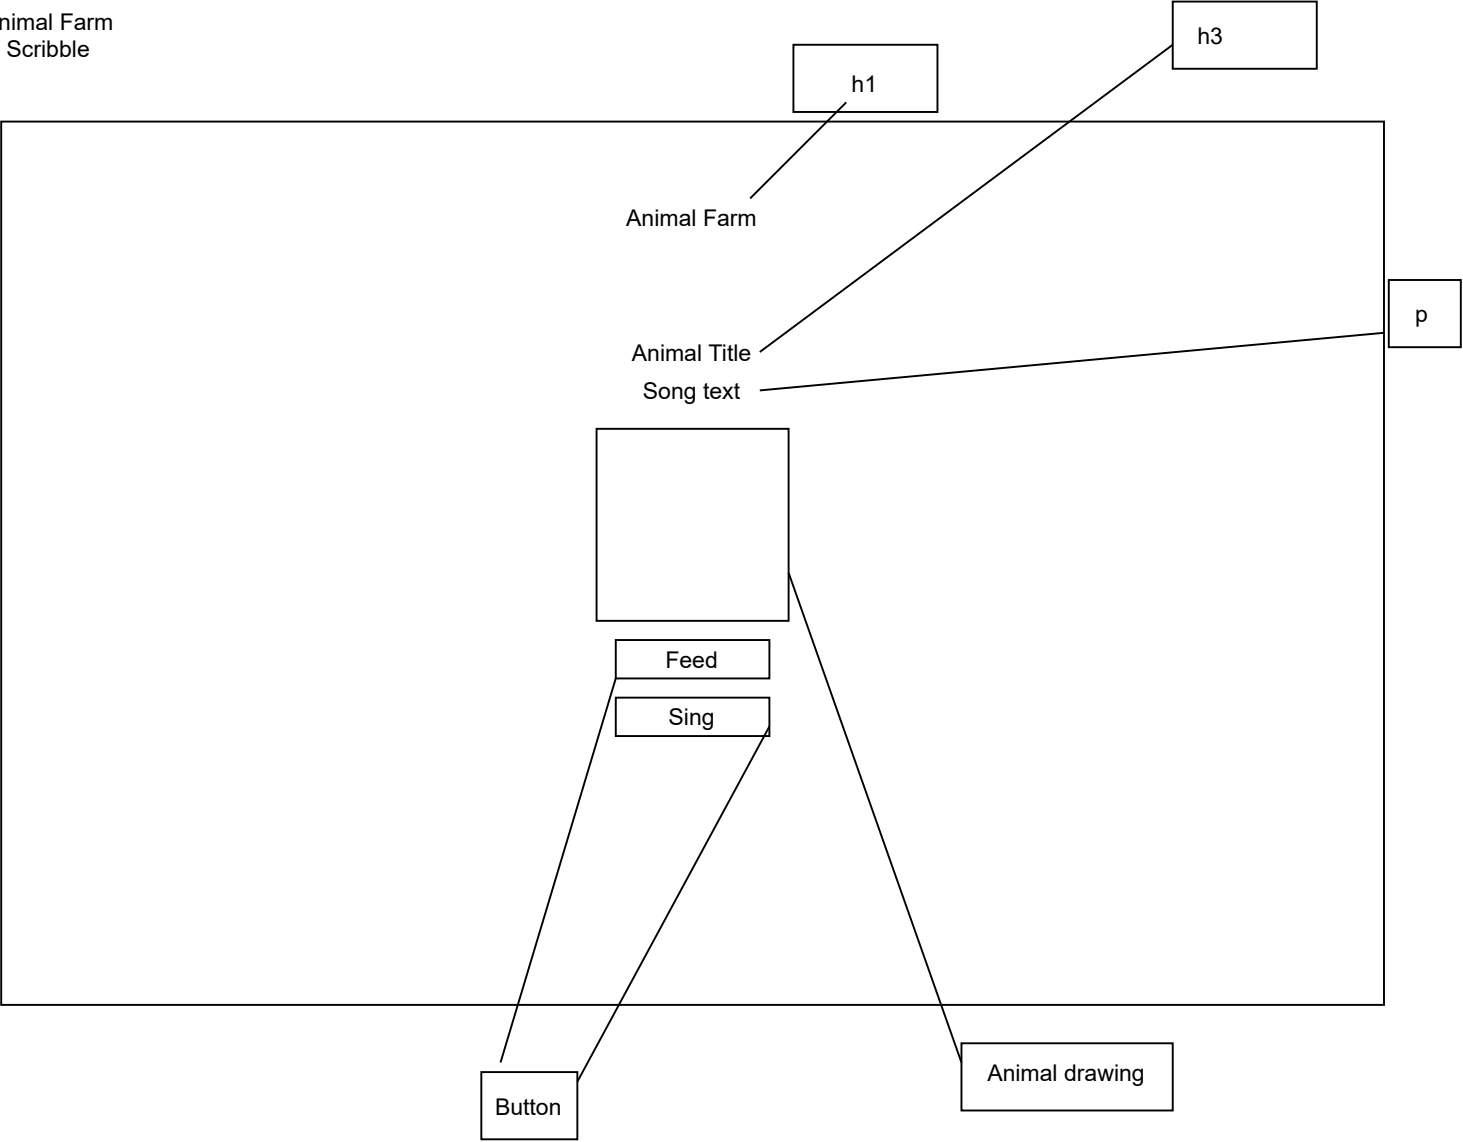 nimal Farm
Scribble
h3
h1
Animal Farm
p
Animal Title
Song text
Feed
Sing
Animal drawing
Button